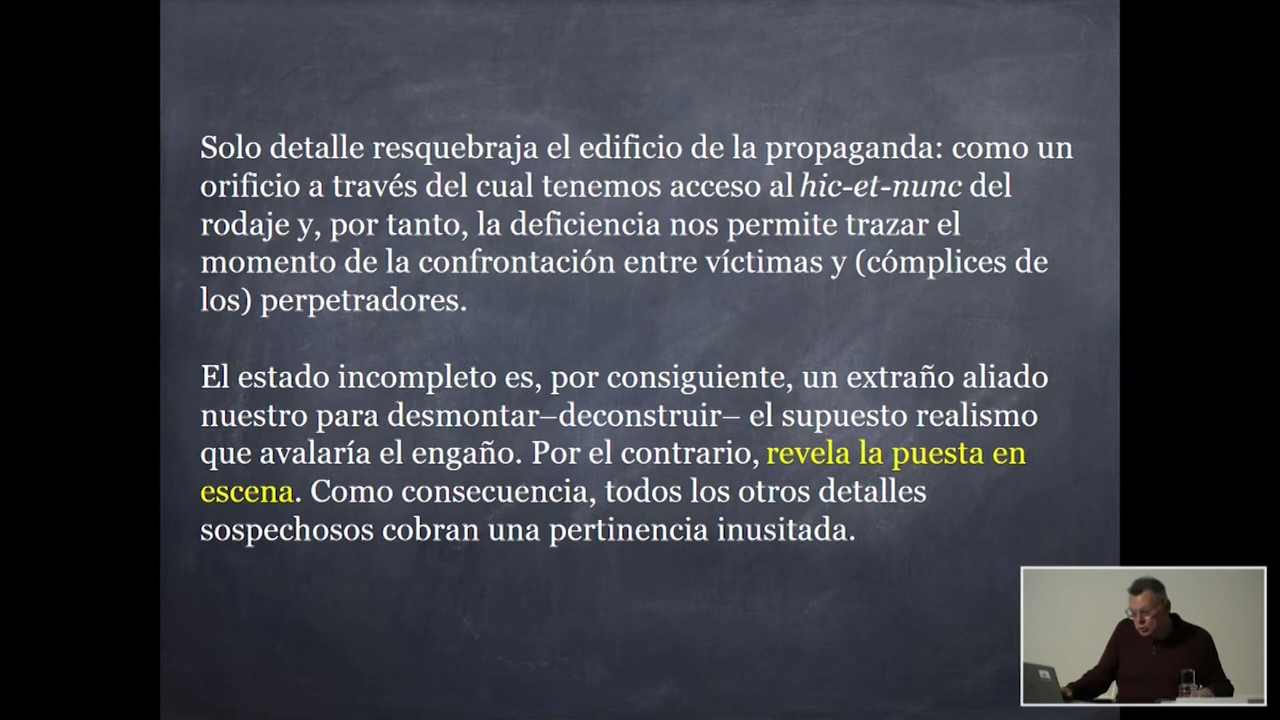 Solo detalle resquebraja el edificio de la propaganda: como un
orificio a través del cual tenemos acceso al hic-et-nunc del
rodaje y, por tanto, la deficiencia nos permite trazar el
momento de la confrontación entre víctimas y (cómplices de
los) perpetradores.
El estado incompleto es, por consiguiente, un extraño aliado
nuestro para desmontar–deconstruir– el supuesto realismo
que avalaría el engaño. Por el contrario, revela la puesta en
escena. Como consecuencia, todos los otros detalles
sospechosos cobran una pertinencia inusitada.